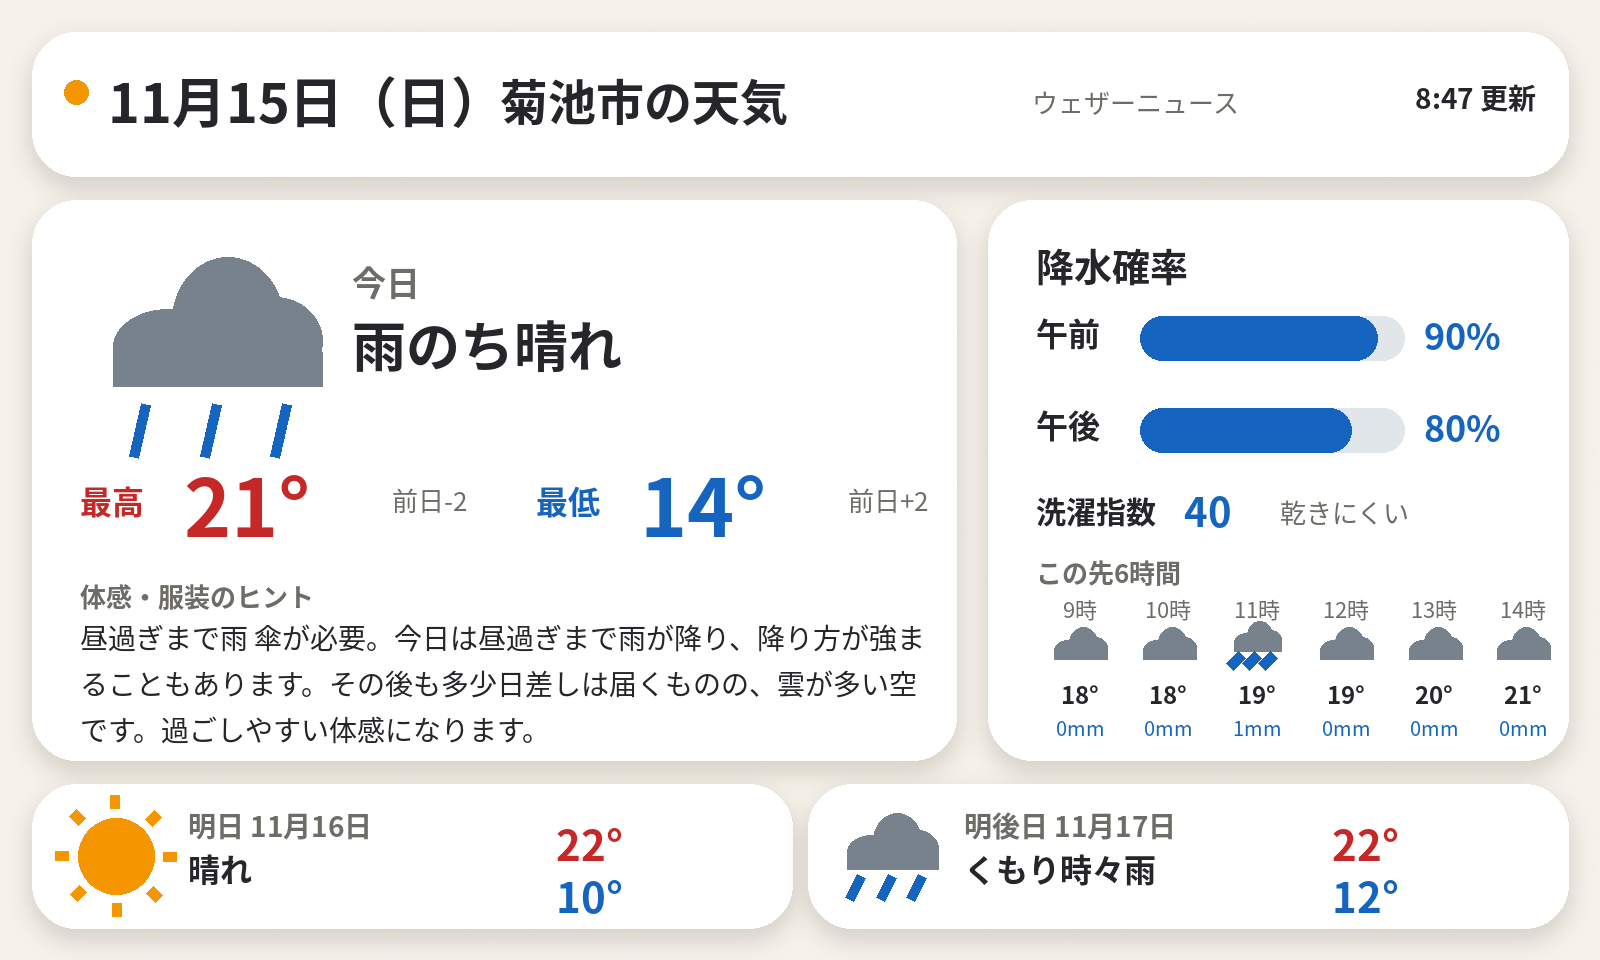 11月15日（日）菊池市の天気
ウェザーニュース
8:47 更新
今日
雨のち晴れ
最高 21° 前日-2 最低 14° 前日+2
体感・服装のヒント
昼過ぎまで雨 傘が必要。今日は昼過ぎまで雨が降り、降り方が強ま
ることもあります。その後も多少日差しは届くものの、雲が多い空
です。過ごしやすい体感になります。
降水確率
午前 90%
午後 80%
洗濯指数 40 乾きにくい
この先6時間
9時 10時 11時 12時 13時 14時
18° 18° 19° 19° 20° 21°
0mm 0mm 1mm 0mm 0mm 0mm
明日 11月16日
晴れ
22°
10°
明後日 11月17日
くもり時々雨
22°
12°